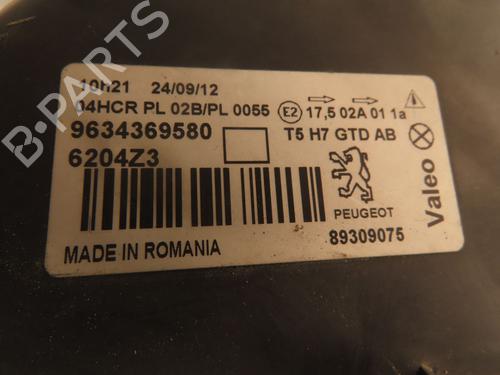 10h21 24/09/12
04HCR PL 02B/PL 0055 E2 17,5 02A 01 1a
9634369580 T5 H7 GTD AB
6204Z3
PEUGEOT
Valeo
MADE IN ROMANIA 89309075
B-PARTS